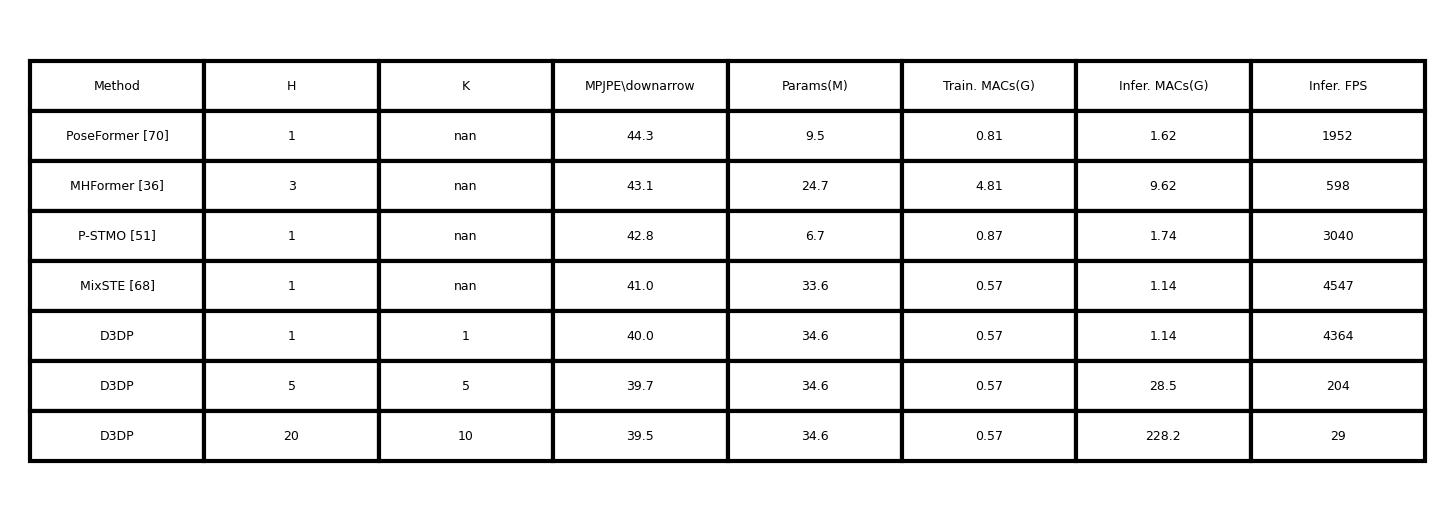 Method H K MPJPE\downarrow Params(M) Train. MACs(G) Infer. MACs(G) Infer. FPS
PoseFormer [70] 1 nan 44.3 9.5 0.81 1.62 1952
MHFormer [36] 3 nan 43.1 24.7 4.81 9.62 598
P-STMO [51] 1 nan 42.8 6.7 0.87 1.74 3040
MixSTE [68] 1 nan 41.0 33.6 0.57 1.14 4547
D3DP 1 1 40.0 34.6 0.57 1.14 4364
D3DP 5 5 39.7 34.6 0.57 28.5 204
D3DP 20 10 39.5 34.6 0.57 228.2 29